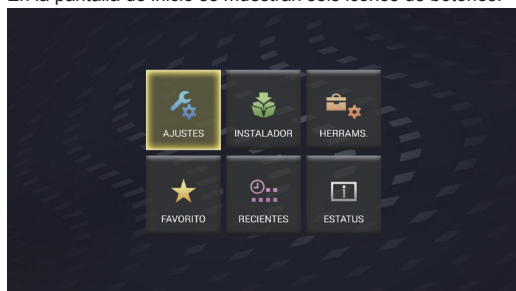 En la pantalla de inicio se muestran seis iconos de botones:
AJUSTES
INSTALADOR
HERRAMS.
FAVORITO
RECIENTES
ESTATUS